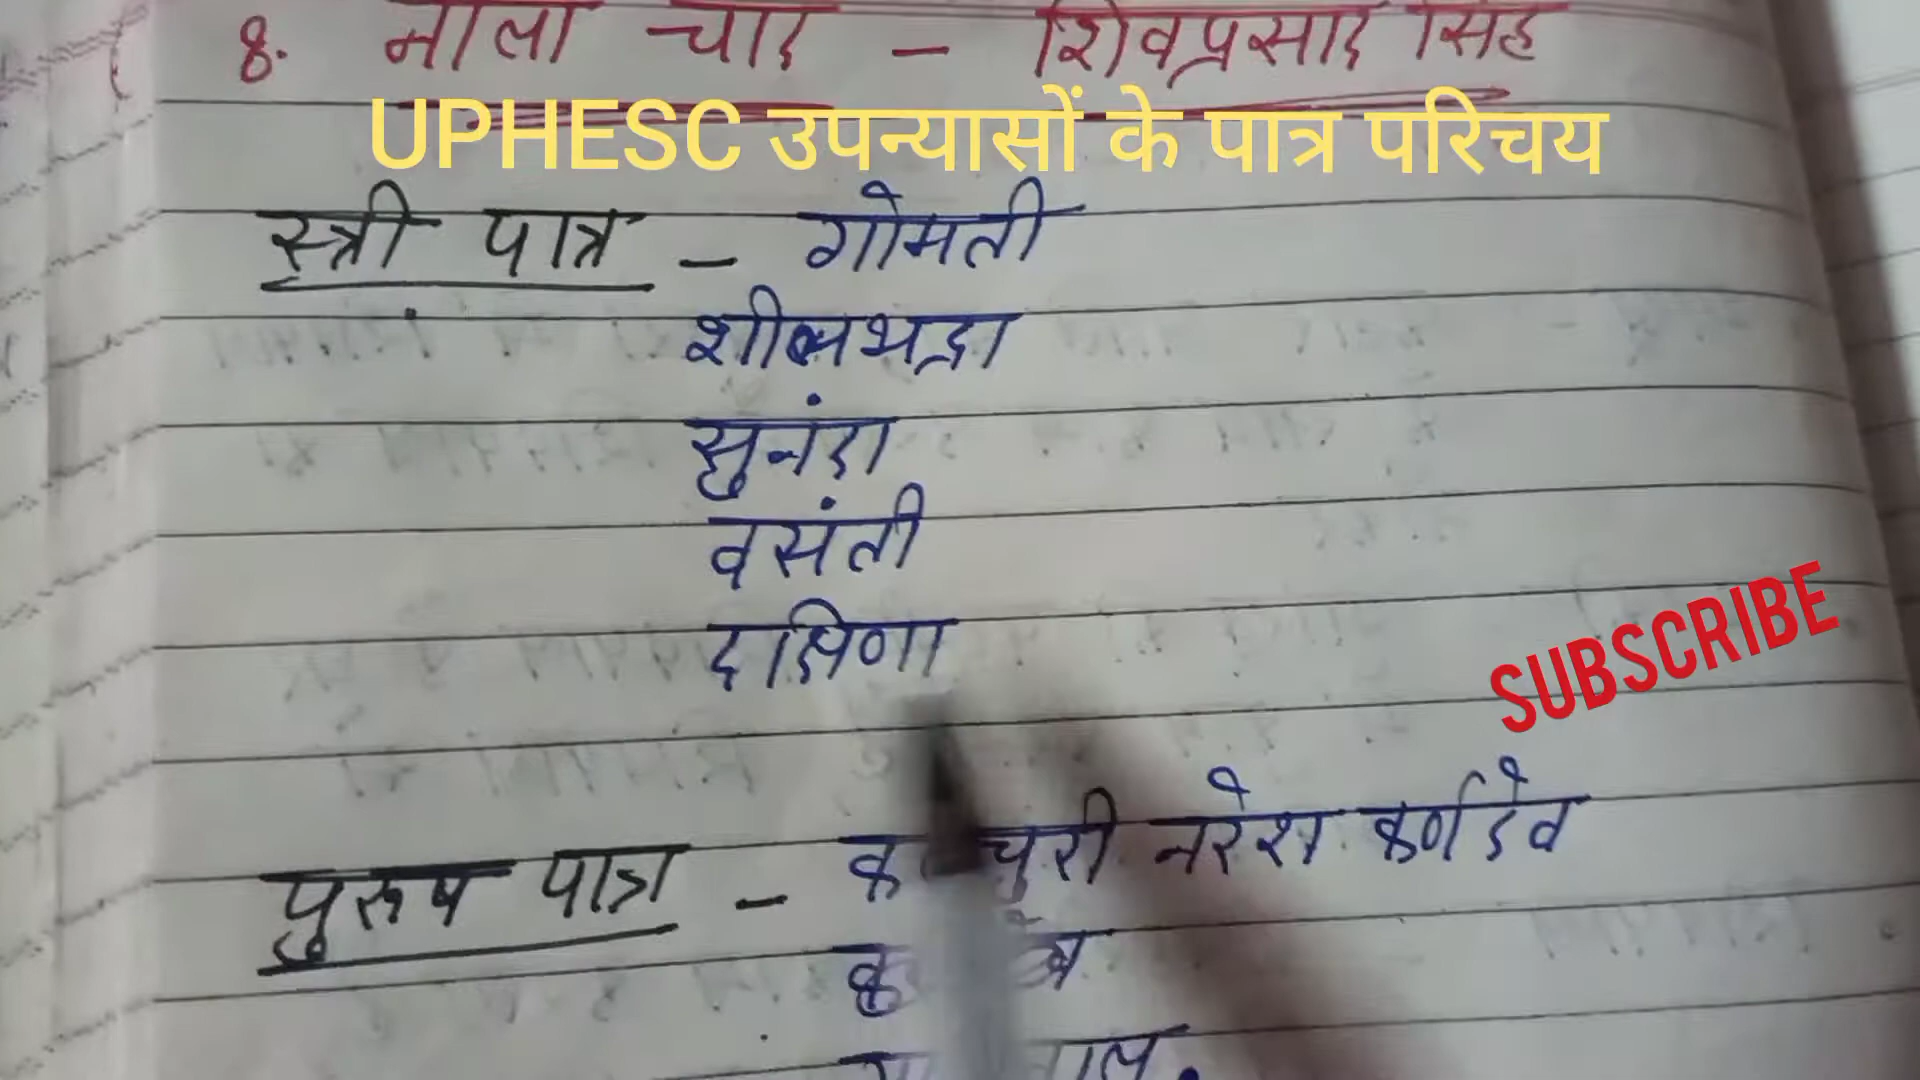 8. नीला चाँद - शिवप्रसाद सिंह
UPHESC उपन्यासों के पात्र परिचय
स्त्री पात्र - गोमती
शीलभद्रा
सुनंदा
वसंती
दक्षिणा
SUBSCRIBE
पुरुष पात्र - नरेश कर्णदेव